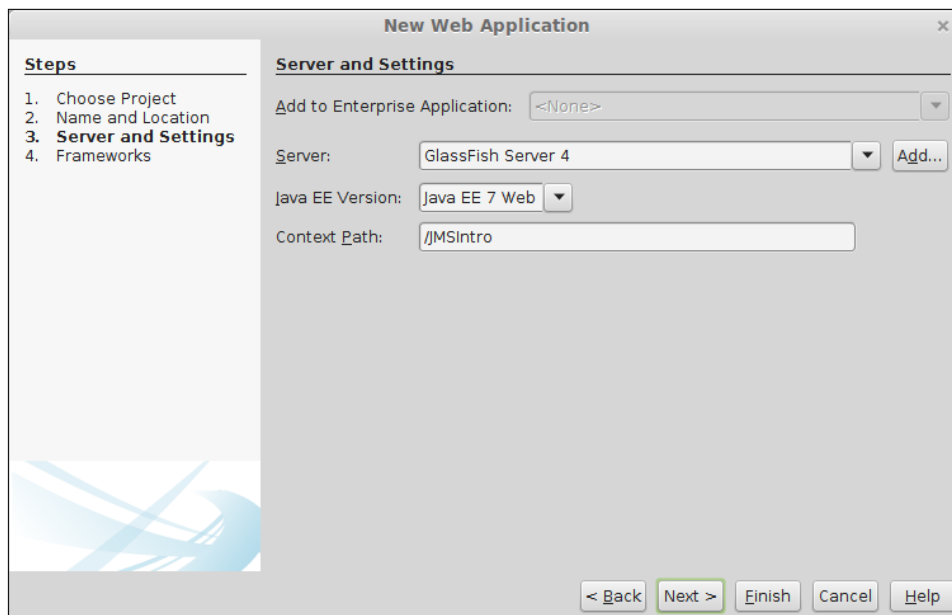 New Web Application
Steps
1. Choose Project
2. Name and Location
3. Server and Settings
4. Frameworks
Server and Settings
Add to Enterprise Application: <None>
Server: GlassFish Server 4 Add...
Java EE Version: Java EE 7 Web
Context Path: /JMSIntro
< Back Next > Finish Cancel Help